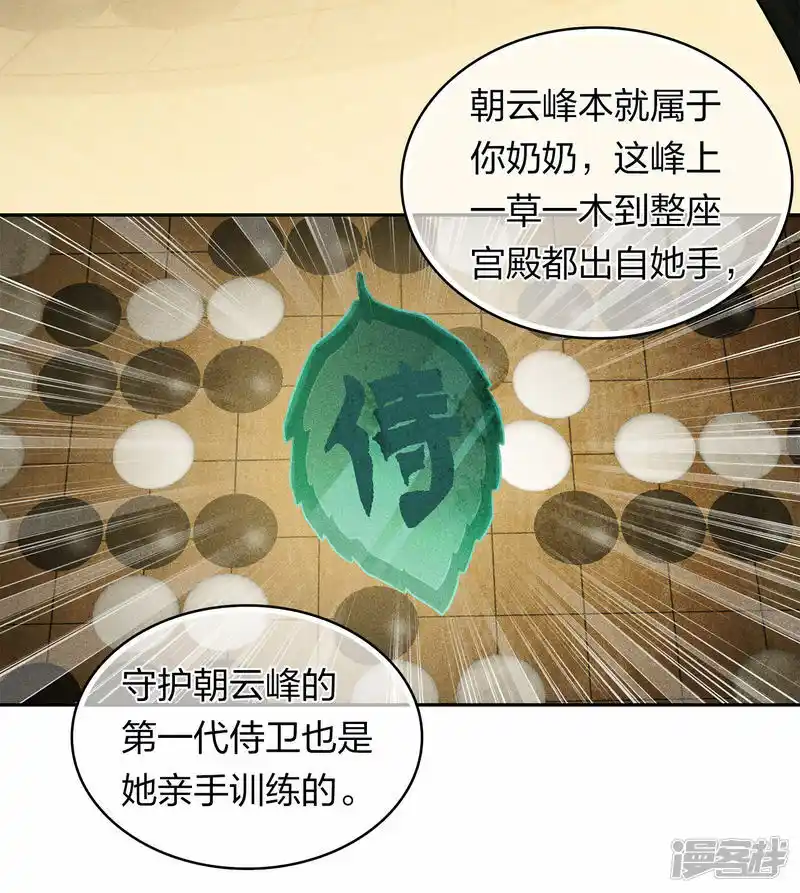 朝云峰本就属于
你奶奶，这峰上
一草一木到整座
宫殿都出自她手，
侍
守护朝云峰的
第一代侍卫也是
她亲手训练的。
漫客栈